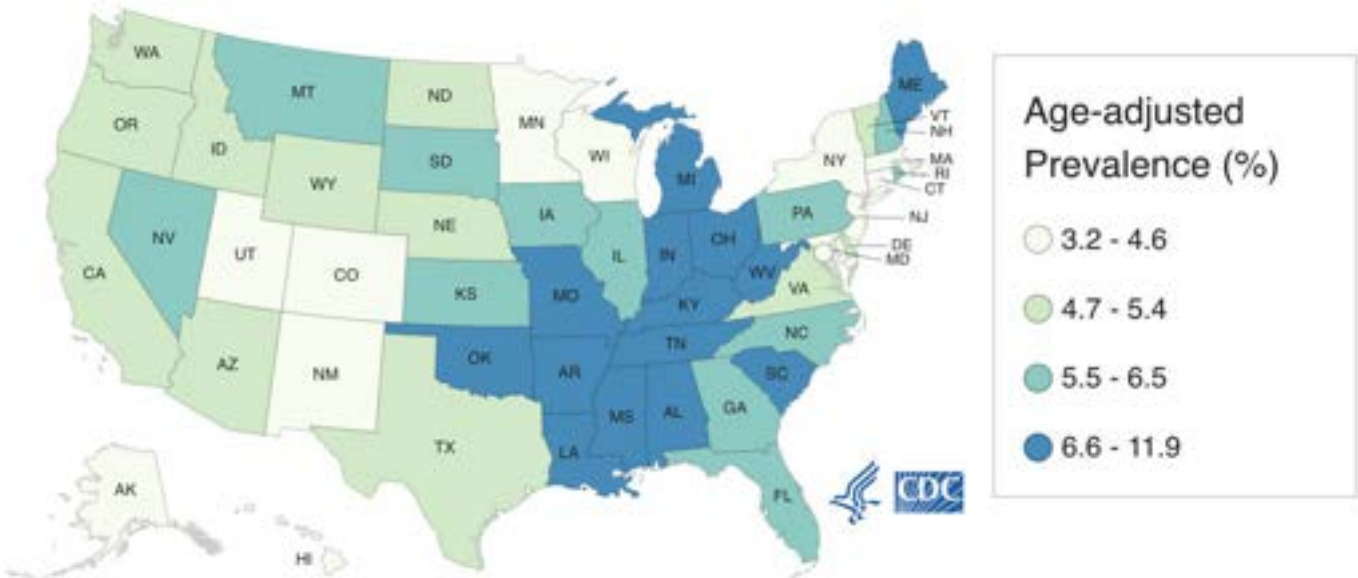 WA
MT
ND
MN
ME
VT
NH
OR
ID
SD
WI
NY
MA
RI
CT
MI
WY
IA
PA
NJ
NE
NV
UT
CO
IL
IN
OH
DE
MD
WV
VA
CA
KS
MO
KY
NC
TN
AZ
NM
OK
AR
SC
MS
AL
GA
TX
LA
FL
AK
HI
CDC
Age-adjusted
Prevalence (%)
3.2 - 4.6
4.7 - 5.4
5.5 - 6.5
6.6 - 11.9